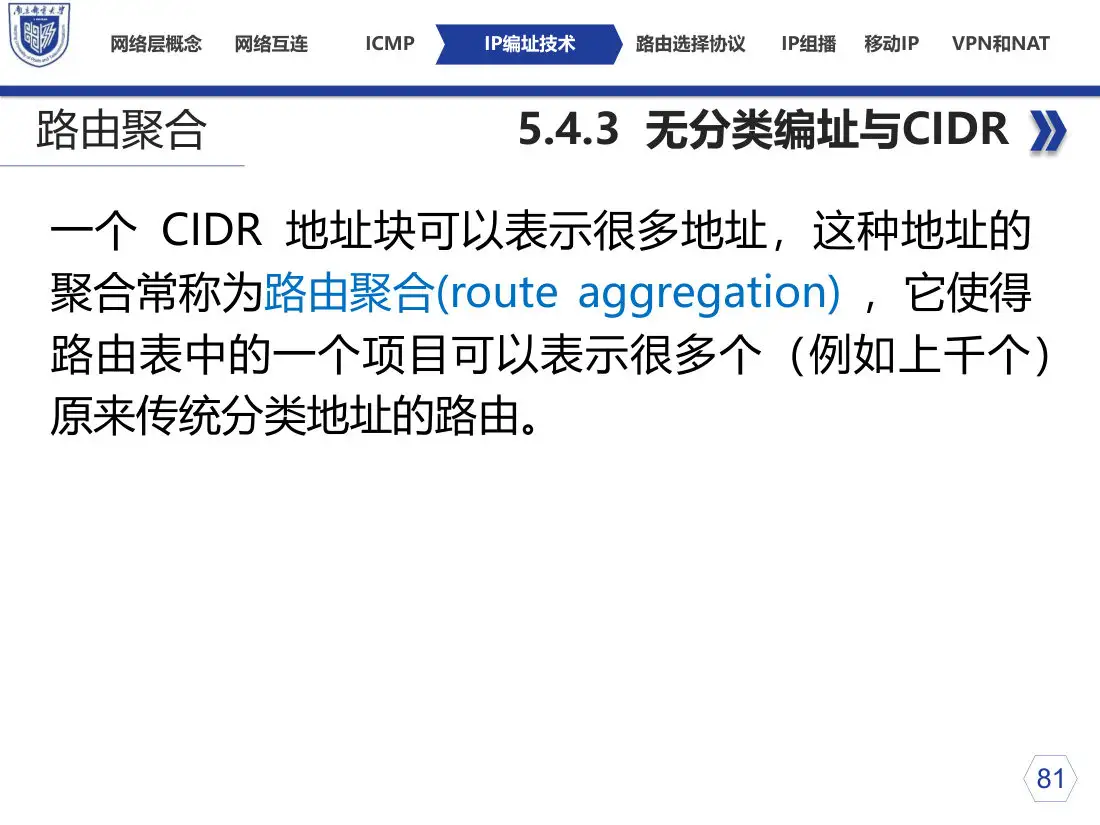 南京邮电大学
网络层概念 网络互连 ICMP IP编址技术 路由选择协议 IP组播 移动IP VPN和NAT
路由聚合
5.4.3 无分类编址与CIDR
一个 CIDR 地址块可以表示很多地址，这种地址的
聚合常称为路由聚合(route aggregation) ，它使得
路由表中的一个项目可以表示很多个（例如上千个）
原来传统分类地址的路由。
81